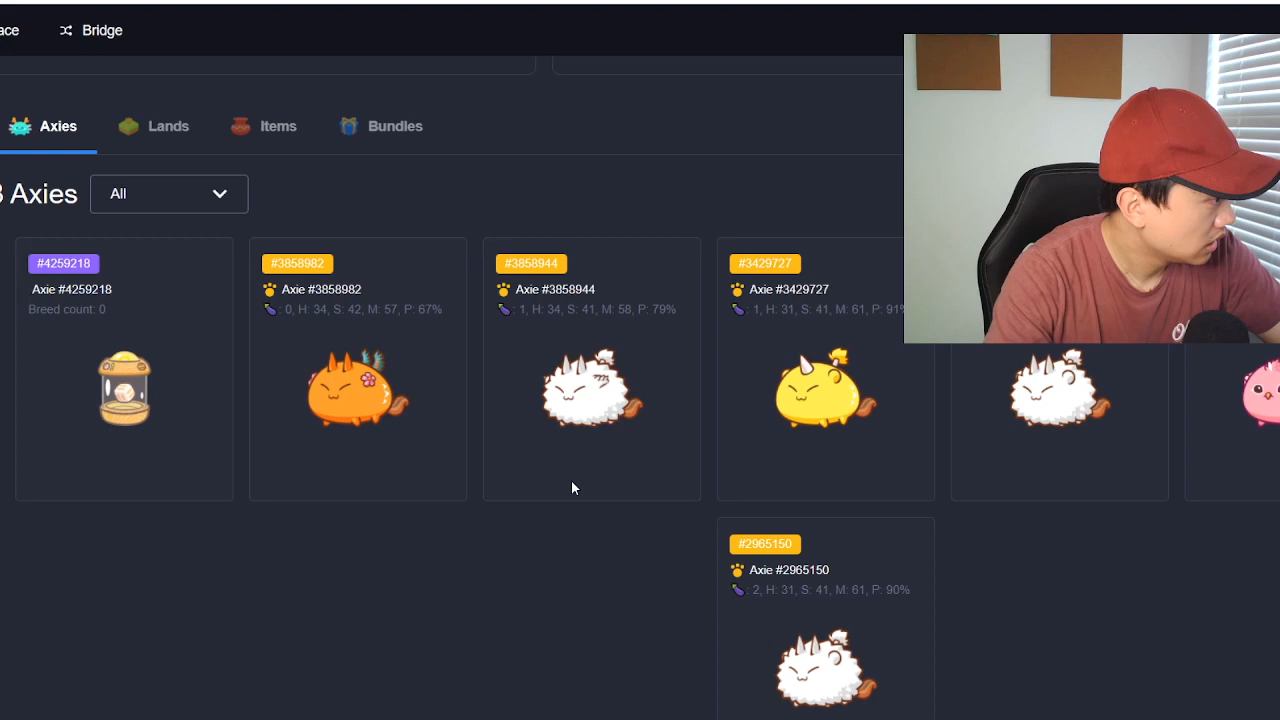 Bridge
Axies Lands Items Bundles
Axies All
#4259218
Axie #4259218
Breed count: 0
#3858982
Axie #3858982
: 0, H: 34, S: 42, M: 57, P: 67%
#3858944
Axie #3858944
: 1, H: 34, S: 41, M: 58, P: 79%
#3429727
Axie #3429727
: 1, H: 31, S: 41, M: 61, P: 91%
#2965150
Axie #2965150
: 2, H: 31, S: 41, M: 61, P: 90%